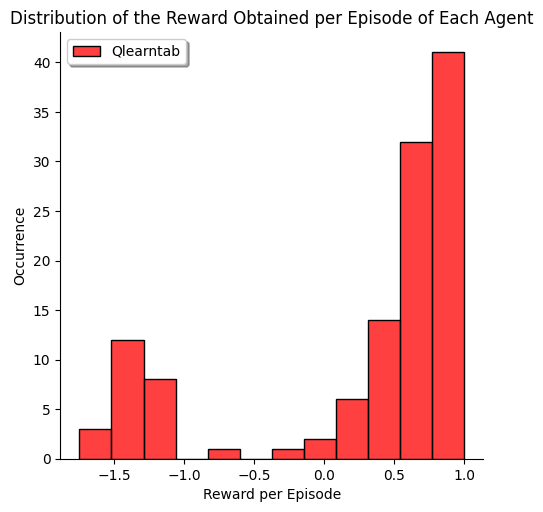 Distribution of the Reward Obtained per Episode of Each Agent
Qlearntab
40
35
30
25
20
15
10
5
0
Occurrence
−1.5 −1.0 −0.5 0.0 0.5 1.0
Reward per Episode